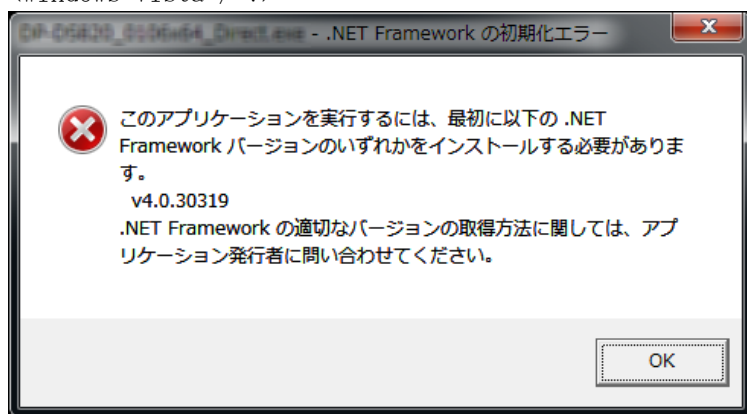 - .NET Framework の初期化エラー
このアプリケーションを実行するには、最初に以下の .NET
Framework バージョンのいずれかをインストールする必要がありま
す。
v4.0.30319
.NET Framework の適切なバージョンの取得方法に関しては、アプ
リケーション発行者に問い合わせてください。
OK